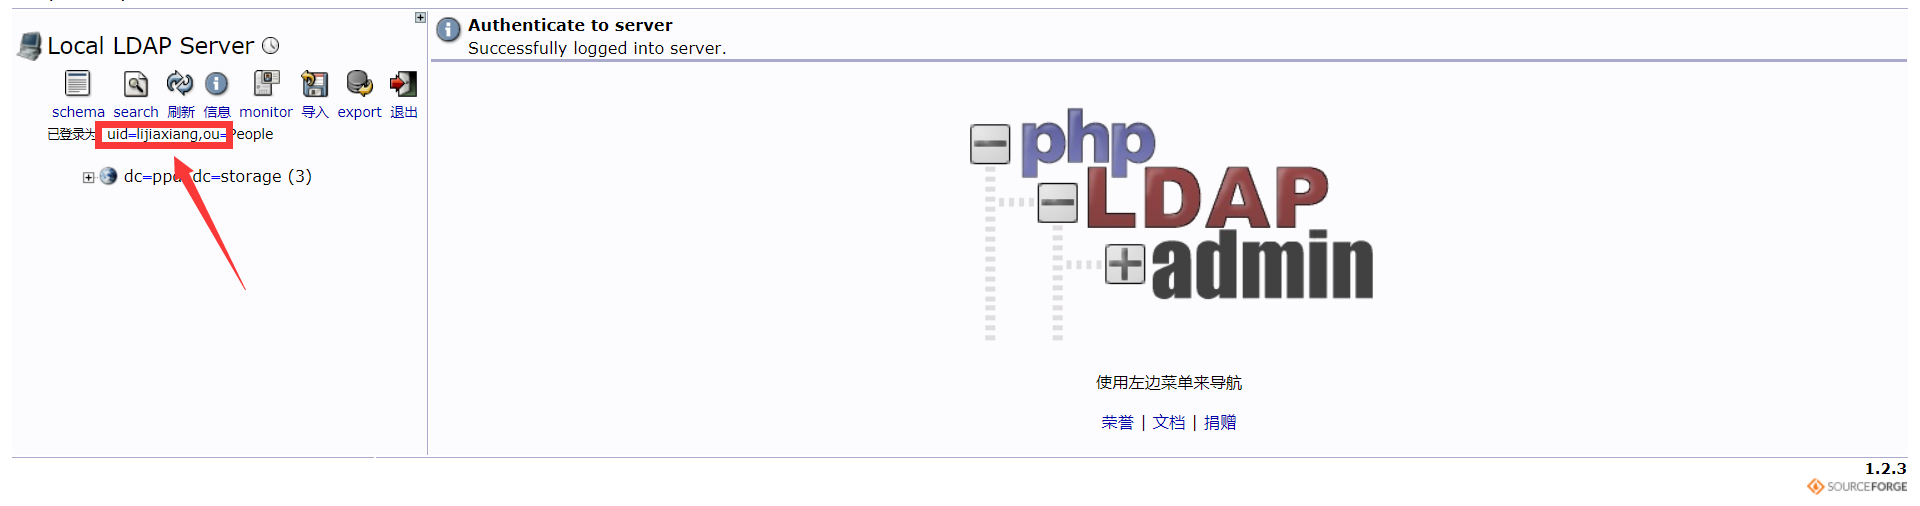 Authenticate to server
Successfully logged into server.
Local LDAP Server
schema search 刷新 信息 monitor 导入 export 退出
已登录为 uid=lijiaxiang,ou=People
dc=ppd dc=storage (3)
php
LDAP
admin
使用左边菜单来导航
荣誉 | 文档 | 捐赠
1.2.3
SOURCEFORGE